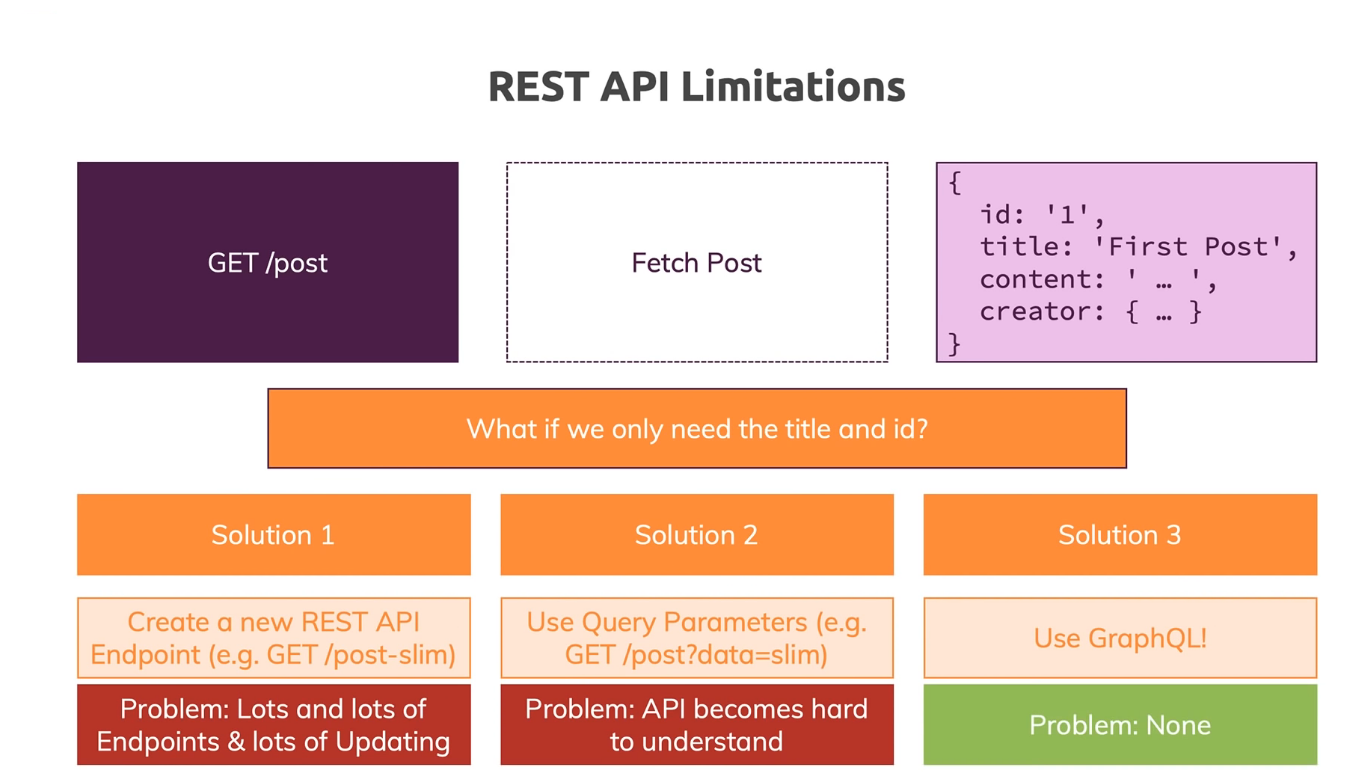 REST API Limitations
GET /post
Fetch Post
{
id: '1',
title: 'First Post',
content: ' … ',
creator: { … }
}
What if we only need the title and id?
Solution 1
Solution 2
Solution 3
Create a new REST API
Endpoint (e.g. GET /post-slim)
Use Query Parameters (e.g.
GET /post?data=slim)
Use GraphQL!
Problem: Lots and lots of
Endpoints & lots of Updating
Problem: API becomes hard
to understand
Problem: None